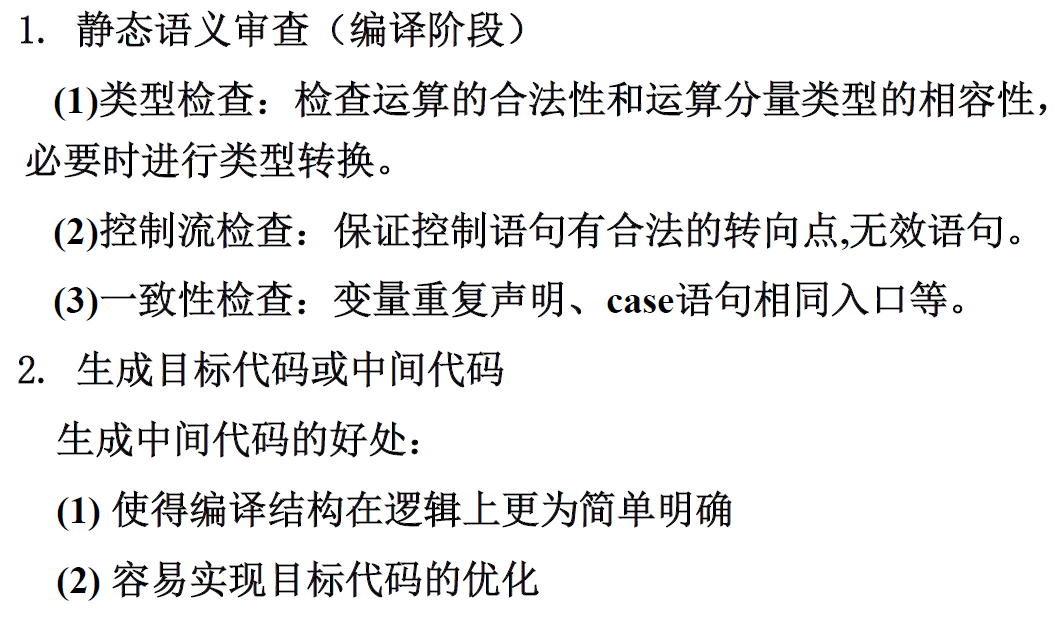 1. 静态语义审查（编译阶段）
(1)类型检查：检查运算的合法性和运算分量类型的相容性，
必要时进行类型转换。
(2)控制流检查：保证控制语句有合法的转向点,无效语句。
(3)一致性检查：变量重复声明、case语句相同入口等。
2. 生成目标代码或中间代码
生成中间代码的好处：
(1) 使得编译结构在逻辑上更为简单明确
(2) 容易实现目标代码的优化